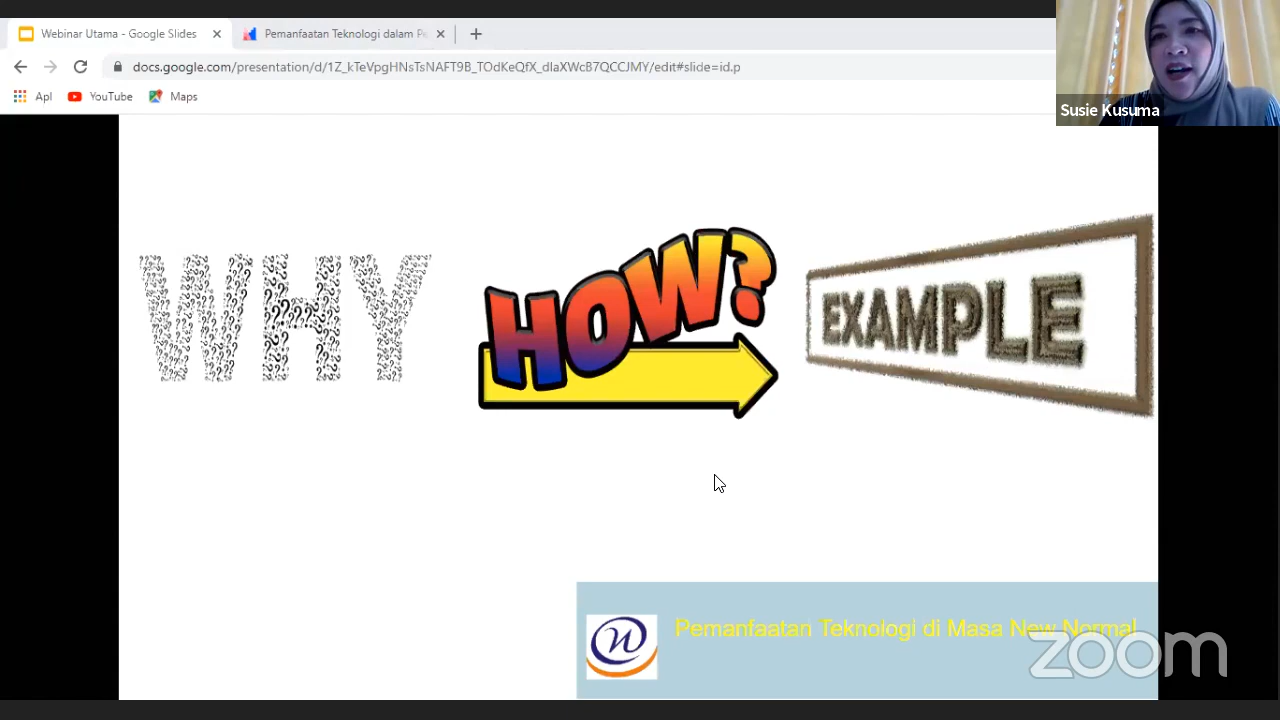 Webinar Utama - Google Slides
Pemanfaatan Teknologi dalam
docs.google.com/presentation/d/1Z_kTeVpgHNsTsNAFT9B_TOdKeQfX_dIaXWcB7QCCJMY/edit#slide=id.p
Apl YouTube Maps
Susie Kusuma
WHY
HOW?
EXAMPLE
Pemanfaatan Teknologi di Masa New Normal
zoom